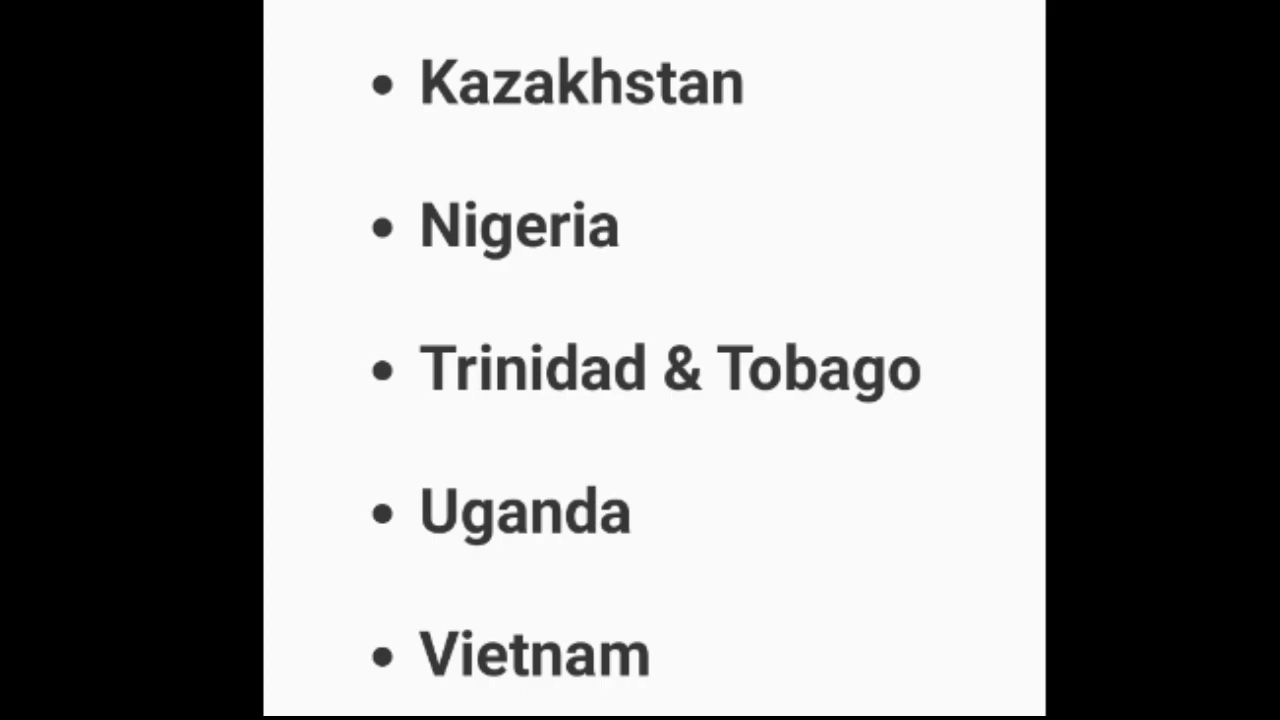 • Kazakhstan
• Nigeria
• Trinidad & Tobago
• Uganda
• Vietnam